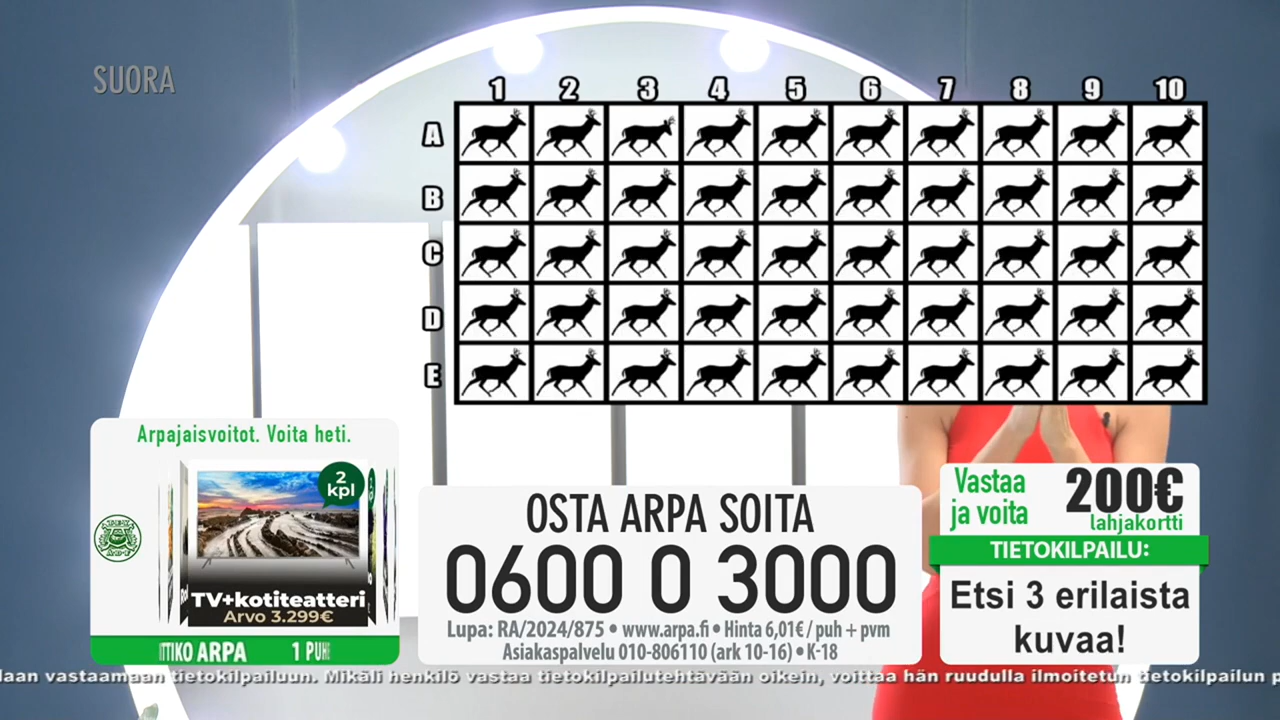 SUORA
1 2 3 4 5 6 7 8 9 10
A
B
C
D
E
Arpajaisvoitot. Voita heti.
2
kpl
TV+kotiteatteri
Arvo 3.299€
ARPA 1
OSTA ARPA SOITA
0600 0 3000
Lupa: RA/2024/875 • www.arpa.fi • Hinta 6,01€ / puh + pvm
Asiakaspalvelu 010-806110 (ark 10-16) • K-18
Vastaa
ja voita
200€
lahjakortti
TIETOKILPAILU:
Etsi 3 erilaista
kuvaa!
vastaamaan tietokilpailuun. Mikäli henkilö vastaa tietokilpailutehtävään oikein, voittaa hän ruudulla ilmoitetun tietokilpailun